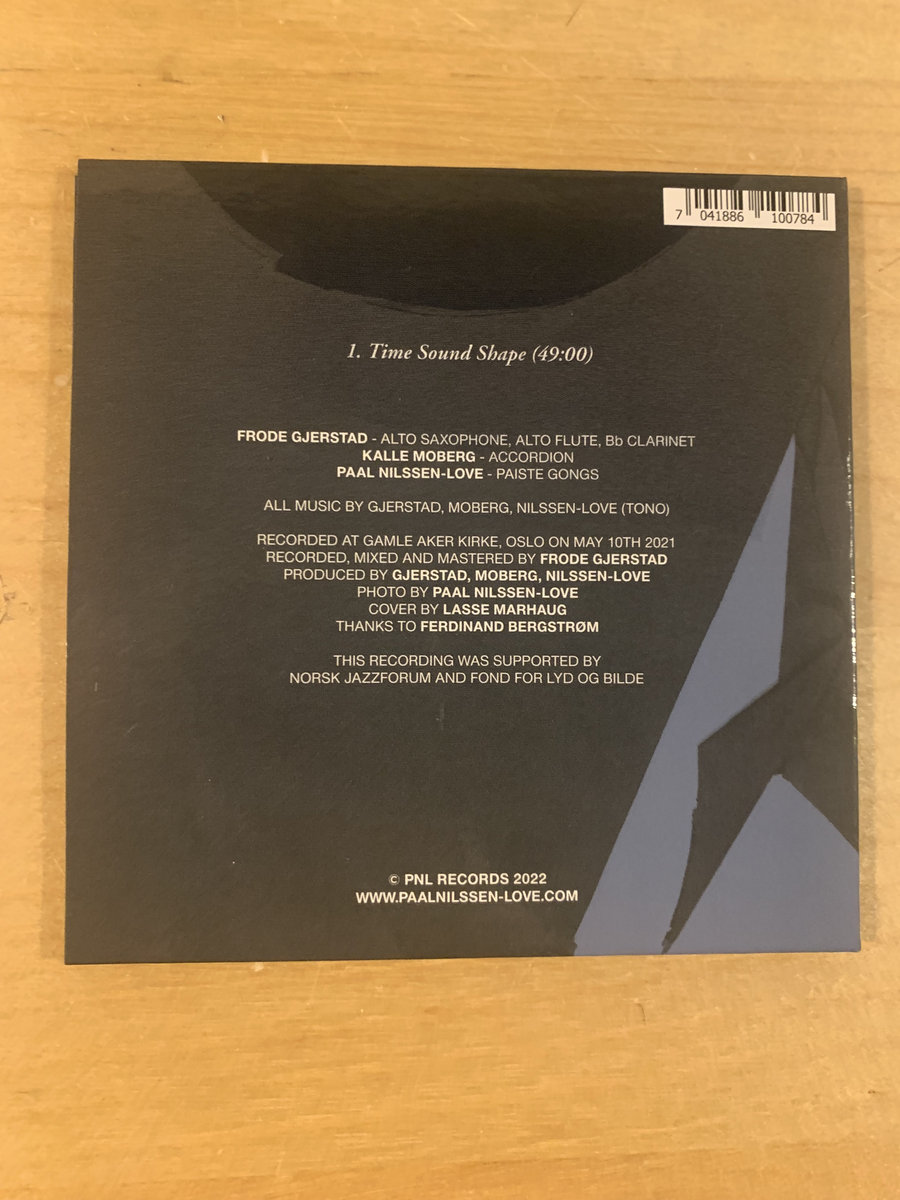 7 041886 100784
1. Time Sound Shape (49:00)
FRODE GJERSTAD - ALTO SAXOPHONE, ALTO FLUTE, Bb CLARINET
KALLE MOBERG - ACCORDION
PAAL NILSSEN-LOVE - PAISTE GONGS
ALL MUSIC BY GJERSTAD, MOBERG, NILSSEN-LOVE (TONO)
RECORDED AT GAMLE AKER KIRKE, OSLO ON MAY 10TH 2021
RECORDED, MIXED AND MASTERED BY FRODE GJERSTAD
PRODUCED BY GJERSTAD, MOBERG, NILSSEN-LOVE
PHOTO BY PAAL NILSSEN-LOVE
COVER BY LASSE MARHAUG
THANKS TO FERDINAND BERGSTRØM
THIS RECORDING WAS SUPPORTED BY
NORSK JAZZFORUM AND FOND FOR LYD OG BILDE
© PNL RECORDS 2022
WWW.PAALNILSSEN-LOVE.COM